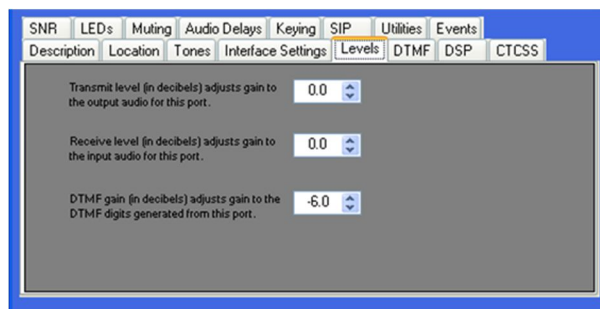 SNR LEDs Muting Audio Delays Keying SIP Utilities Events
Description Location Tones Interface Settings Levels DTMF DSP CTCSS
Transmit level (in decibels) adjusts gain to
the output audio for this port.
0.0
Receive level (in decibels) adjusts gain to
the input audio for this port.
0.0
DTMF gain (in decibels) adjusts gain to the
DTMF digits generated from this port.
-6.0